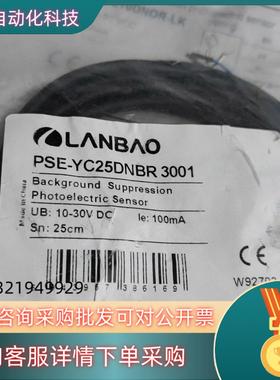 自动化科技
LANBAO
PSE-YC25DNBR 3001
Background Suppression
Photoelectric Sensor
UB: 10-30V DC
Ie: 100mA
Sn: 25cm
Made in China
821949929
咨询采购批发可对公开票
客服详情下单采购